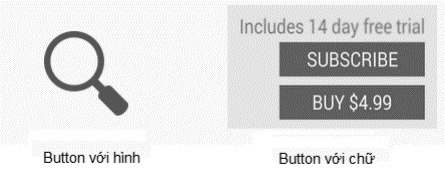 Includes 14 day free trial
SUBSCRIBE
BUY $4.99
Button với hình
Button với chữ